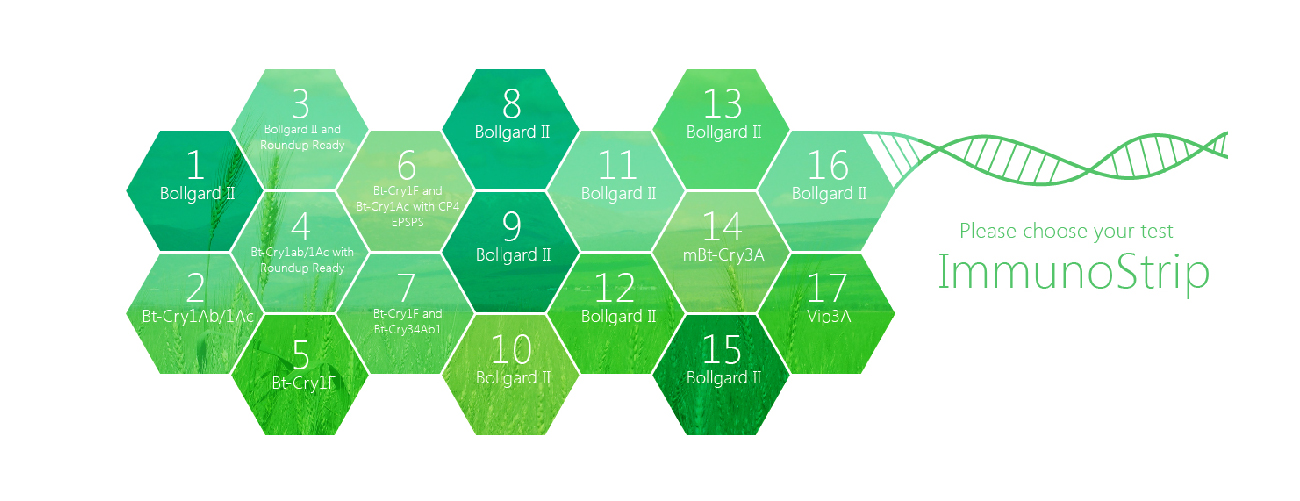 1
Bollgard II
2
Bt-Cry1Ab/1Ac
3
Bollgard II and
Roundup Ready
4
Bt-Cry1ab/1Ac with
Roundup Ready
5
Bt-Cry1F
6
Bt-Cry1F and
Bt-Cry1Ac with CP4
EPSPS
7
Bt-Cry1F and
Bt-Cry34Ab1
8
Bollgard II
9
Bollgard II
10
Bollgard II
11
Bollgard II
12
Bollgard II
13
Bollgard II
14
mBt-Cry3A
15
Bollgard II
16
Bollgard II
17
Vip3A
Please choose your test
ImmunoStrip